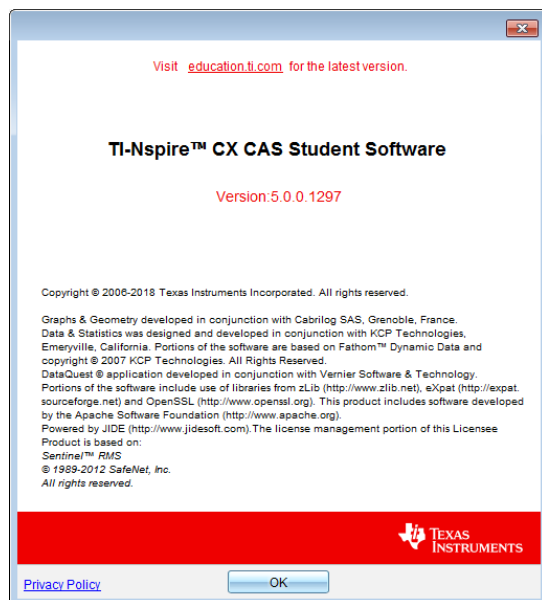 Visit education.ti.com for the latest version.
TI-Nspire™ CX CAS Student Software
Version:5.0.0.1297
Copyright © 2006-2018 Texas Instruments Incorporated. All rights reserved.
Graphs & Geometry developed in conjunction with Cabrilog SAS, Grenoble, France.
Data & Statistics was designed and developed in conjunction with KCP Technologies,
Emeryville, California. Portions of the software are based on Fathom™ Dynamic Data and
copyright © 2007 KCP Technologies. All Rights Reserved.
DataQuest ® application developed in conjunction with Vernier Software & Technology.
Portions of the software include use of libraries from zLib (http://www.zlib.net), eXpat (http://expat.
sourceforge.net) and OpenSSL (http://www.openssl.org). This product includes software developed
by the Apache Software Foundation (http://www.apache.org).
Powered by JIDE (http://www.jidesoft.com).The license management portion of this Licensee
Product is based on:
Sentinel™ RMS
© 1989-2012 SafeNet, Inc.
All rights reserved.
TEXAS
INSTRUMENTS
Privacy Policy
OK